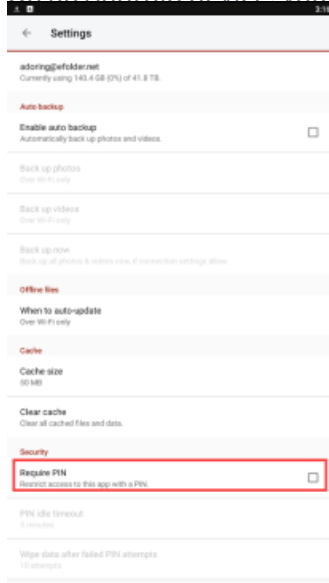 3:16
Settings
adoring@efolder.net
Currently using 140.4 GB (0%) of 41.8 TB.
Auto backup
Enable auto backup
Automatically back up photos and videos.
Back up photos
Over Wi-Fi only
Back up videos
Over Wi-Fi only
Back up now
Back up all photos & videos now, if connection settings allow
Offline files
When to auto-update
Over Wi-Fi only
Cache
Cache size
50 MB
Clear cache
Clear all cached files and data.
Security
Require PIN
Restrict access to this app with a PIN.
PIN idle timeout
5 minutes
Wipe data after failed PIN attempts
10 attempts